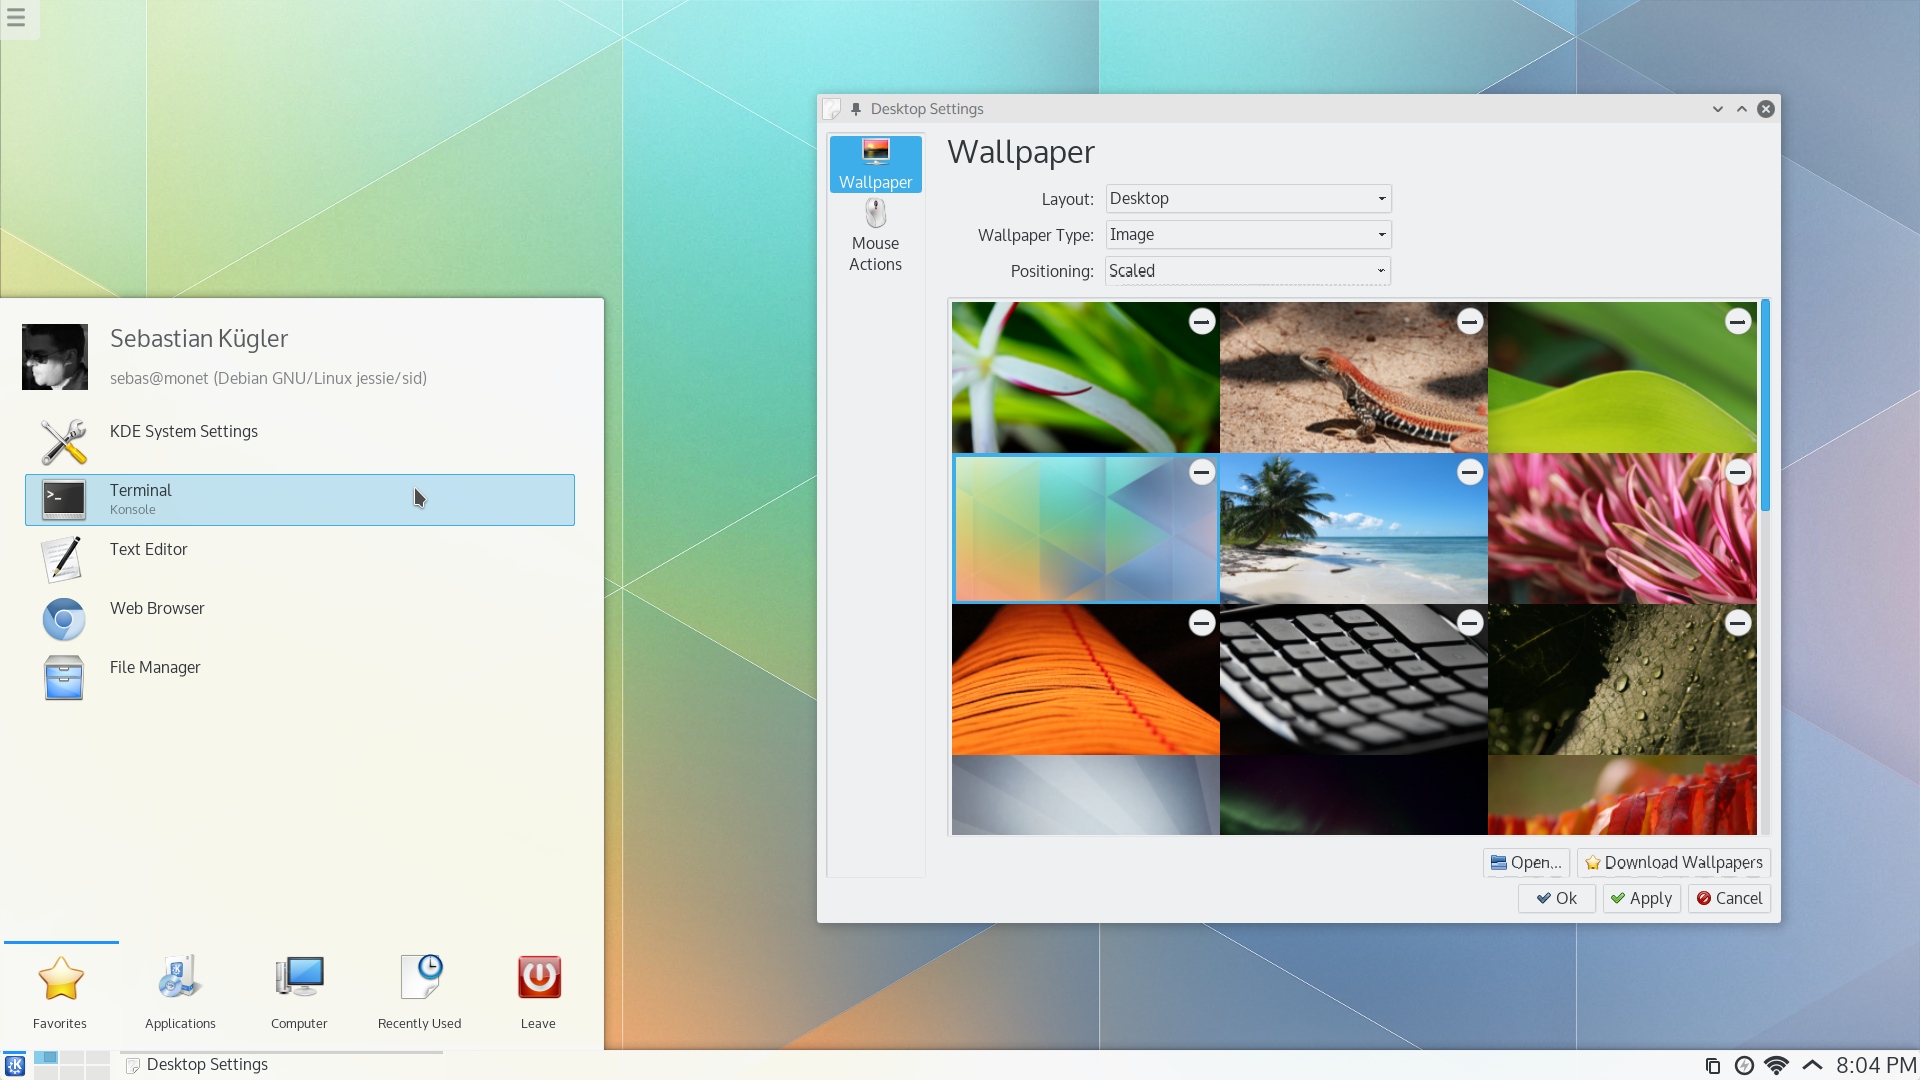 Desktop Settings
Wallpaper
Mouse
Actions
Wallpaper
Layout: Desktop
Wallpaper Type: Image
Positioning: Scaled
Open...
Download Wallpapers
Ok
Apply
Cancel
Sebastian Kügler
sebas@monet (Debian GNU/Linux jessie/sid)
KDE System Settings
Terminal
Konsole
Text Editor
Web Browser
File Manager
Favorites
Applications
Computer
Recently Used
Leave
Desktop Settings
8:04 PM